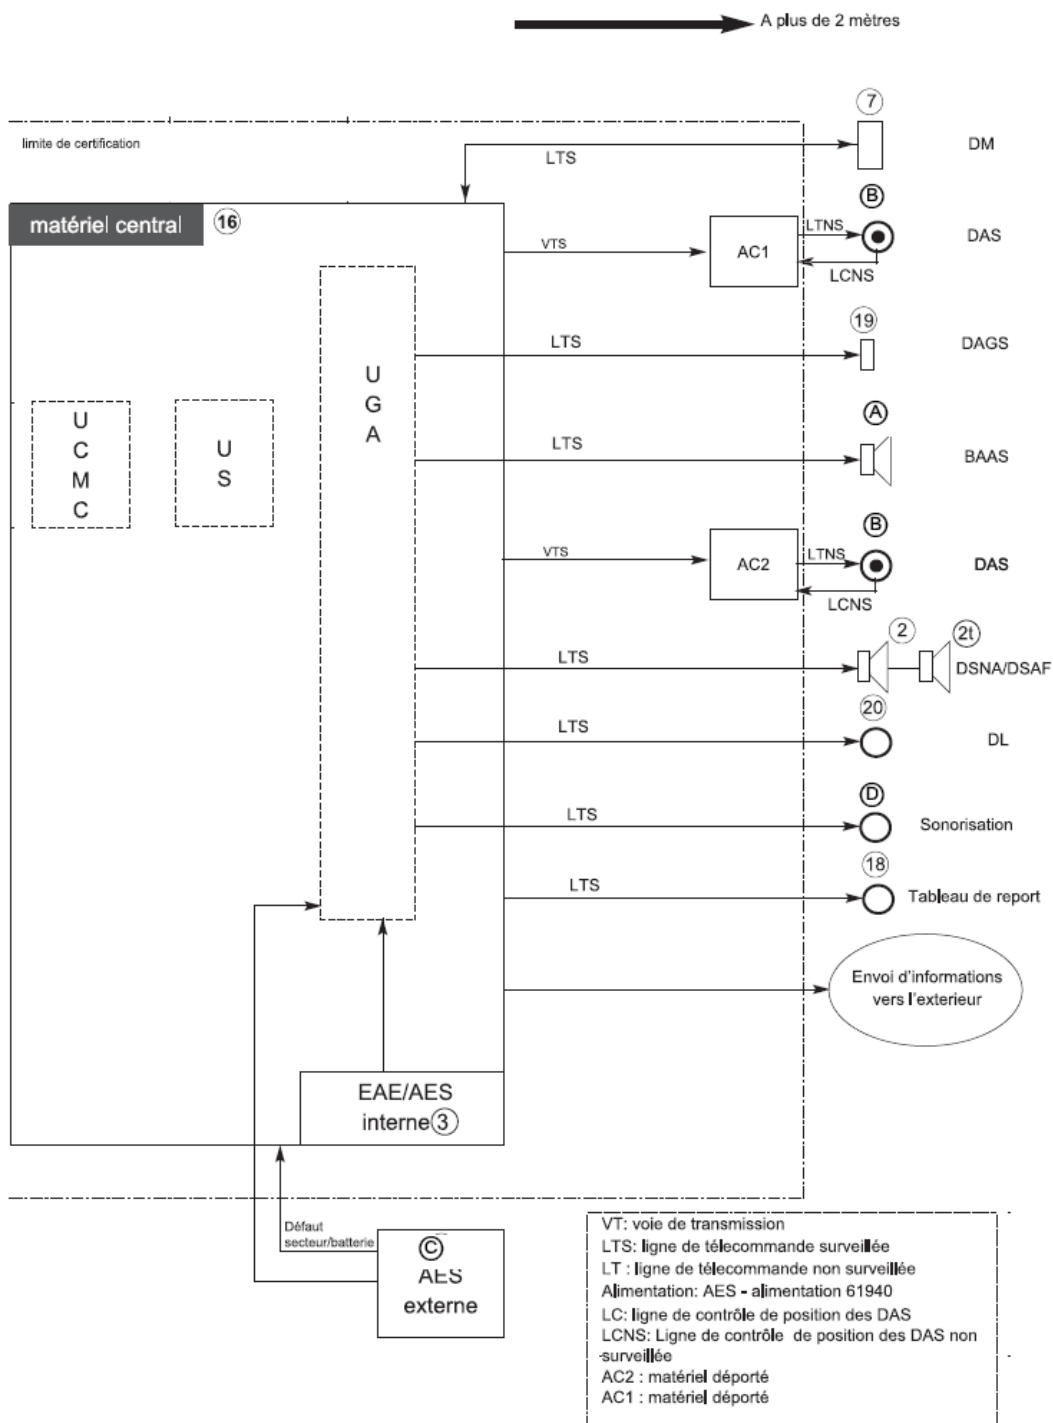 A plus de 2 mètres
7
limite de certification
LTS
DM
B
matériel central 16
LTNS
VTS
AC1
DAS
LCNS
19
LTS
DAGS
U
G
A
A
U
C
M
C
U
S
LTS
BAAS
B
VTS
LTNS
AC2
DAS
LCNS
2
2t
LTS
DSNA/DSAF
20
LTS
DL
D
LTS
Sonorisation
18
LTS
Tableau de report
Envoi d'informations
vers l'exterieur
EAE/AES
interne 3
Défaut
secteur/batterie
C
AES
externe
VT: voie de transmission
LTS: ligne de télecommande surveillée
LT : ligne de télecommande non surveillée
Alimentation: AES - alimentation 61940
LC: ligne de contrôle de position des DAS
LCNS: Ligne de contrôle de position des DAS non
surveillée
AC2 : matériel déporté
AC1 : matériel déporté